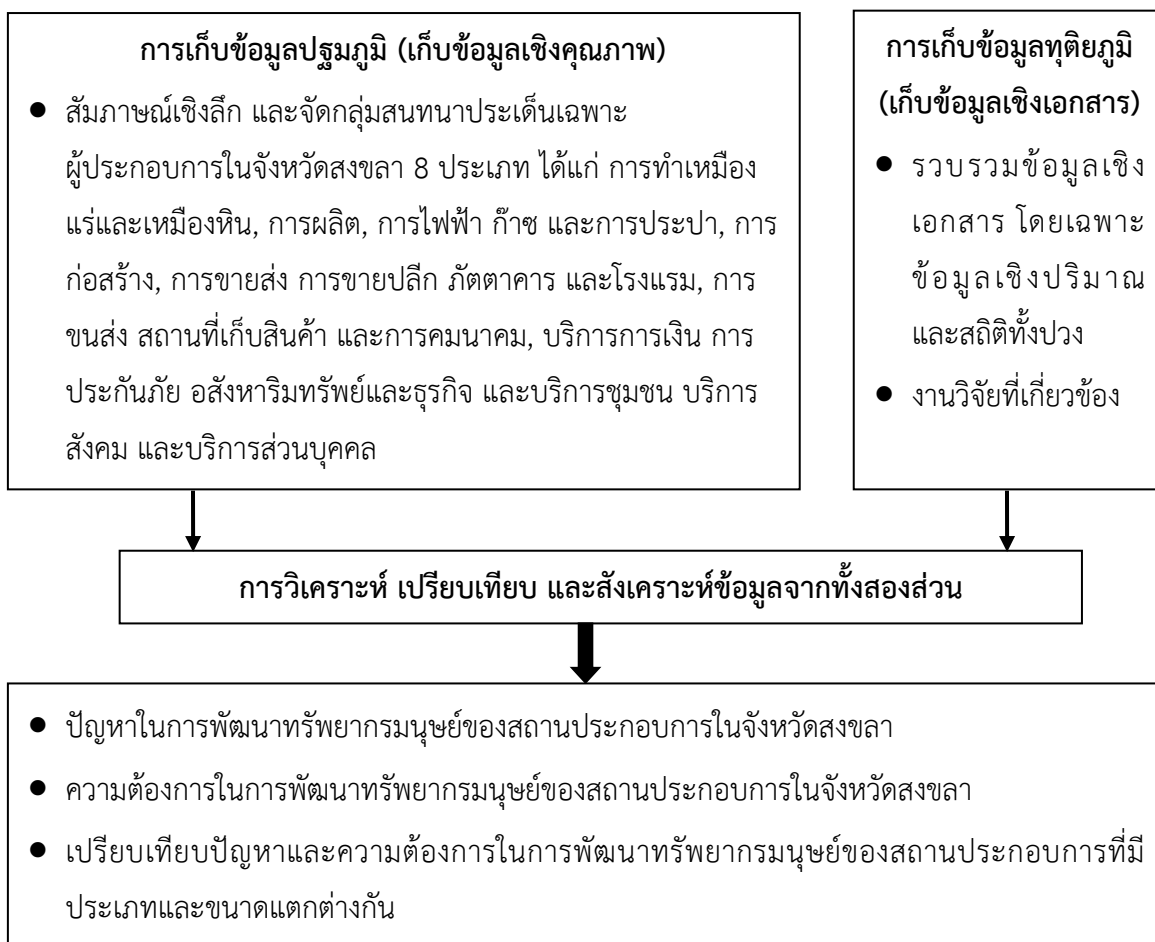 การเก็บข้อมูลปฐมภูมิ (เก็บข้อมูลเชิงคุณภาพ)
● สัมภาษณ์เชิงลึก และจัดกลุ่มสนทนาประเด็นเฉพาะ
ผู้ประกอบการในจังหวัดสงขลา 8 ประเภท ได้แก่ การทำเหมือง
แร่และเหมืองหิน, การผลิต, การไฟฟ้า ก๊าซ และการประปา, การ
ก่อสร้าง, การขายส่ง การขายปลีก ภัตตาคาร และโรงแรม, การ
ขนส่ง สถานที่เก็บสินค้า และการคมนาคม, บริการการเงิน การ
ประกันภัย อสังหาริมทรัพย์และธุรกิจ และบริการชุมชน บริการ
สังคม และบริการส่วนบุคคล
การเก็บข้อมูลทุติยภูมิ
(เก็บข้อมูลเชิงเอกสาร)
● รวบรวมข้อมูลเชิง
เอกสาร โดยเฉพาะ
ข้อมูลเชิงปริมาณ
และสถิติทั้งปวง
● งานวิจัยที่เกี่ยวข้อง
การวิเคราะห์ เปรียบเทียบ และสังเคราะห์ข้อมูลจากทั้งสองส่วน
● ปัญหาในการพัฒนาทรัพยากรมนุษย์ของสถานประกอบการในจังหวัดสงขลา
● ความต้องการในการพัฒนาทรัพยากรมนุษย์ของสถานประกอบการในจังหวัดสงขลา
● เปรียบเทียบปัญหาและความต้องการในการพัฒนาทรัพยากรมนุษย์ของสถานประกอบการที่มี
ประเภทและขนาดแตกต่างกัน